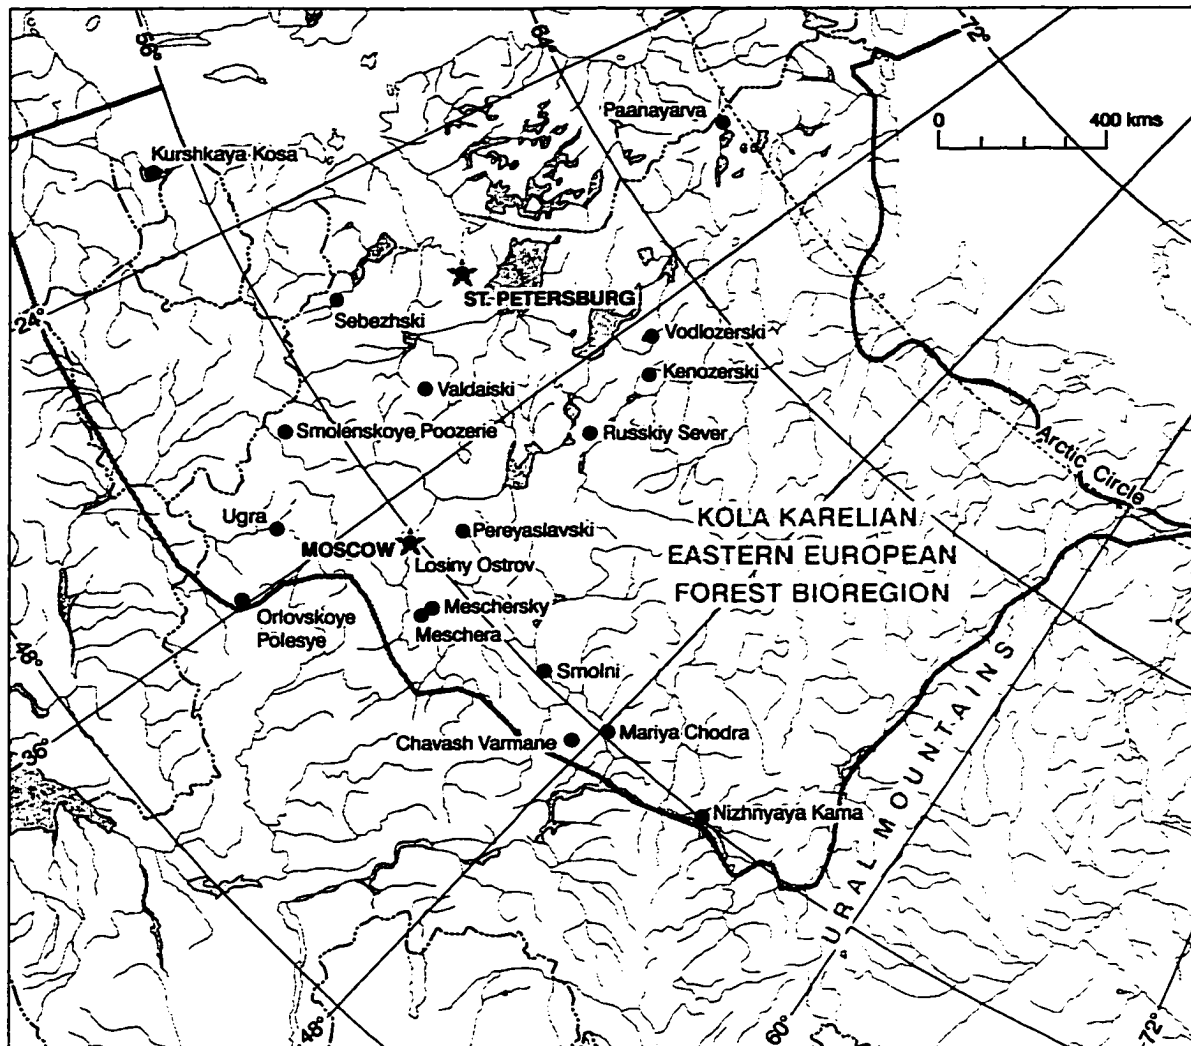 56°
64°
72°
Paanayarva
0 400 kms
Kurshkaya Kosa
24°
ST. PETERSBURG
Sebezhski
Vodlozerski
Kenozerski
Valdaiski
Smolenskoye Poozerie
Russkiy Sever
Arctic Circle
Ugra
Pereyaslavski
MOSCOW
Losiny Ostrov
KOLA KARELIAN
EASTERN EUROPEAN
FOREST BIOREGION
Orlovskoye
Polesye
Meschersky
Meschera
48°
Smolni
URAL MOUNTAINS
36°
Chavash Varmane
Mariya Chodra
Nizhnyaya Kama
48°
60°
72°